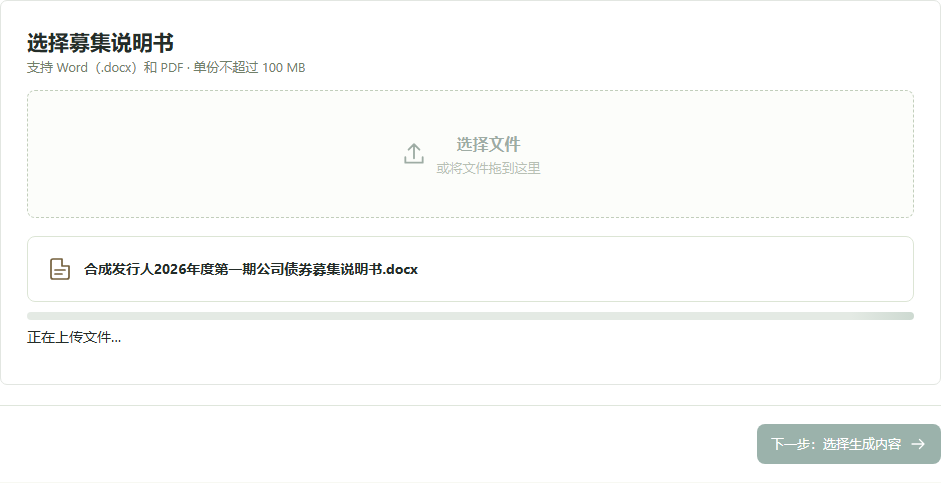 选择募集说明书
支持 Word（.docx）和 PDF · 单份不超过 100 MB
选择文件
或将文件拖到这里
合成发行人2026年度第一期公司债券募集说明书.docx
正在上传文件...
下一步：选择生成内容 →